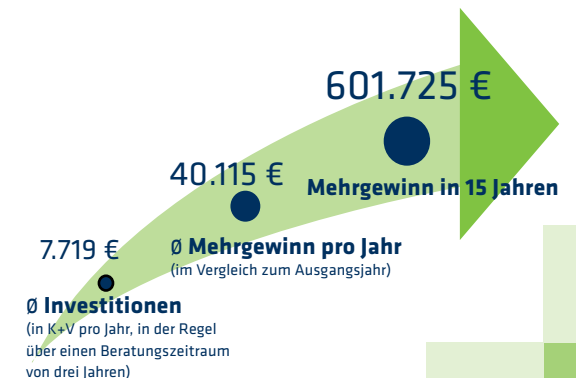 601.725 €
Mehrgewinn in 15 Jahren
40.115 €
Ø Mehrgewinn pro Jahr
(im Vergleich zum Ausgangsjahr)
7.719 €
Ø Investitionen
(in K+V pro Jahr, in der Regel
über einen Beratungszeitraum
von drei Jahren)